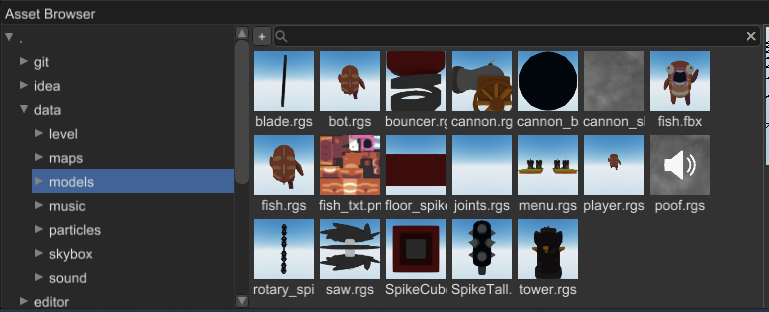 Asset Browser
.
git
idea
data
level
maps
models
music
particles
skybox
sound
editor
+
blade.rgs bot.rgs bouncer.rg cannon.rg cannon_b cannon_sl fish.fbx
fish.rgs fish_txt.pn floor_spike joints.rgs menu.rgs player.rgs poof.rgs
rotary_spi saw.rgs SpikeCub SpikeTall. tower.rgs